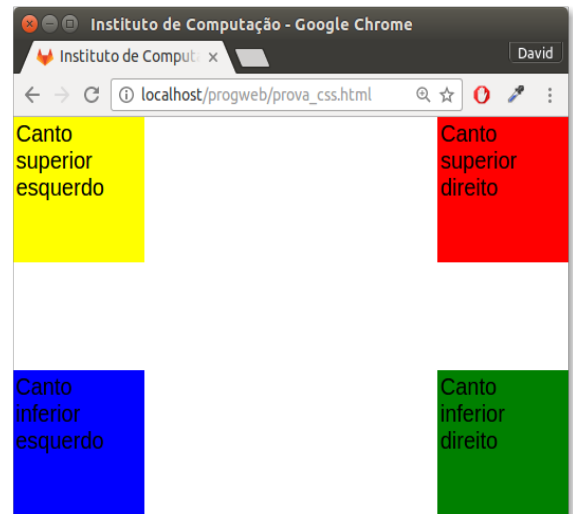 Instituto de Computação - Google Chrome
Instituto de Comput
David
localhost/progweb/prova_css.html
Canto
superior
esquerdo
Canto
superior
direito
Canto
inferior
esquerdo
Canto
inferior
direito